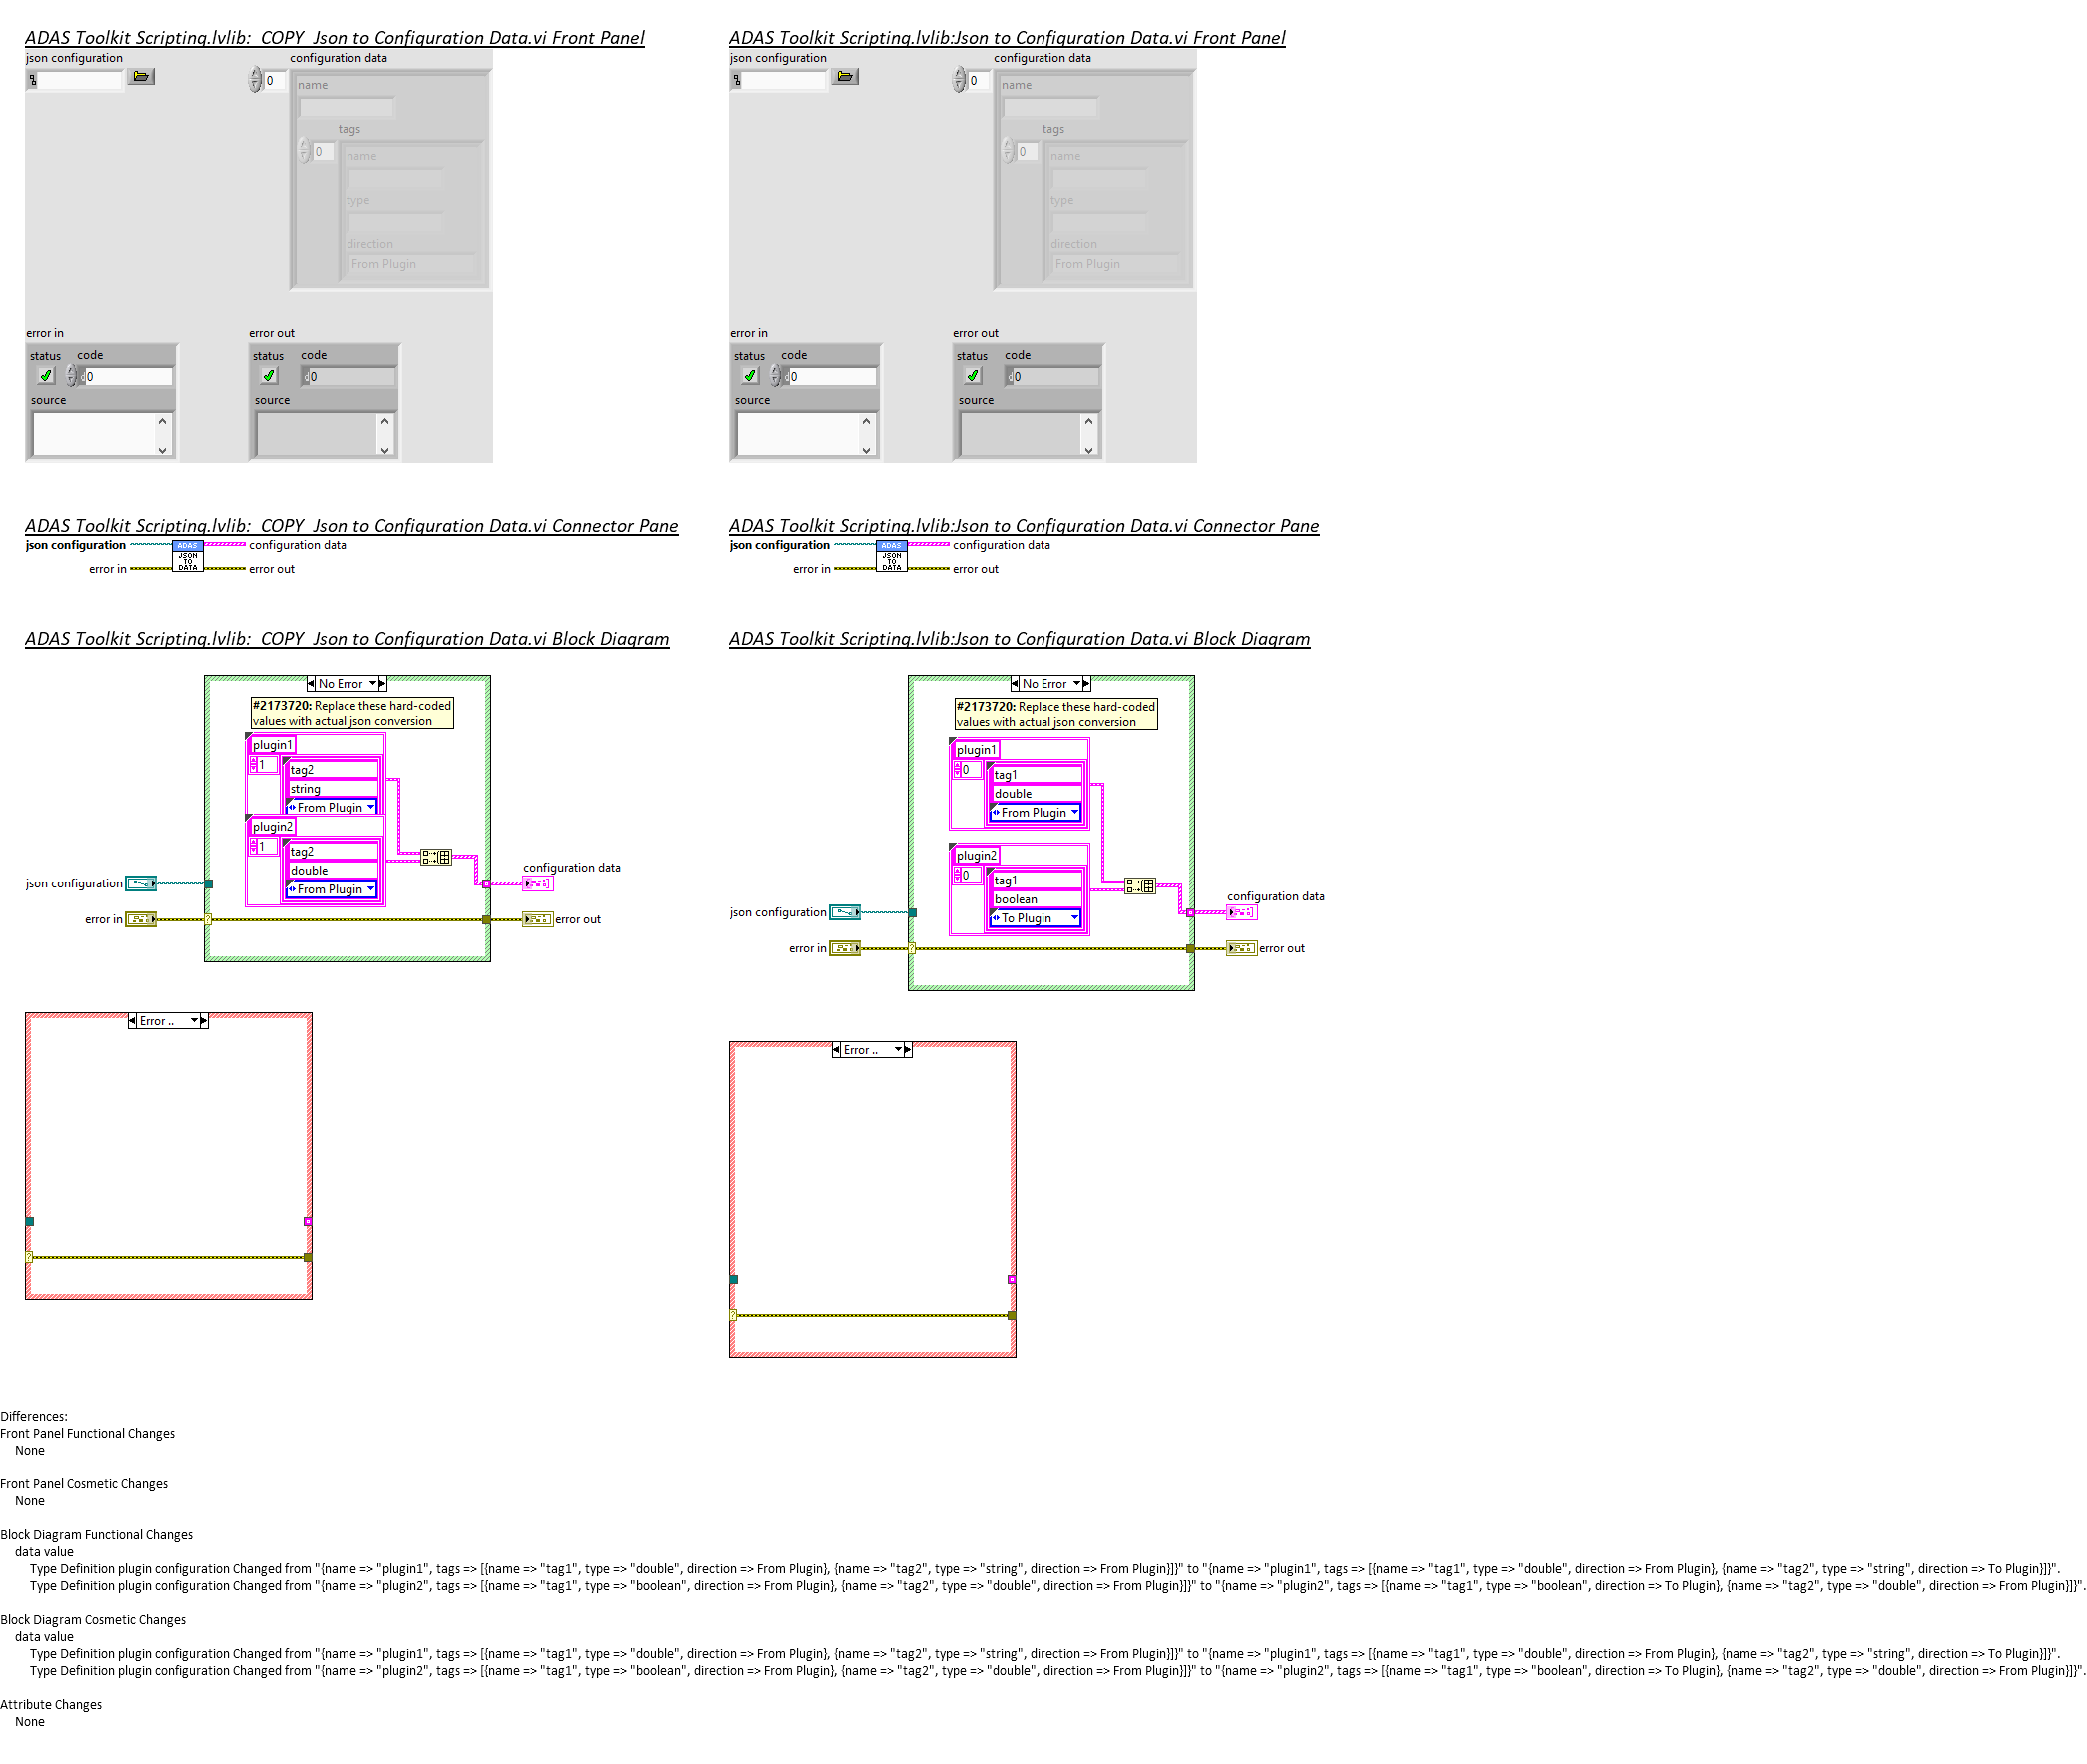 ADAS Toolkit Scripting.lvlib:  COPY  Json to Configuration Data.vi Front Panel
json configuration
configuration data
0
name
tags
0
name
type
direction
From Plugin
error in
status
code
0
source
error out
status
code
0
source
ADAS Toolkit Scripting.lvlib:Json to Configuration Data.vi Front Panel
json configuration
configuration data
0
name
tags
0
name
type
direction
From Plugin
error in
status
code
0
source
error out
status
code
0
source
ADAS Toolkit Scripting.lvlib:  COPY  Json to Configuration Data.vi Connector Pane
json configuration
error in
ADAS
JSON
TO
DATA
configuration data
error out
ADAS Toolkit Scripting.lvlib:Json to Configuration Data.vi Connector Pane
json configuration
error in
ADAS
JSON
TO
DATA
configuration data
error out
ADAS Toolkit Scripting.lvlib:  COPY  Json to Configuration Data.vi Block Diagram
No Error
#2173720: Replace these hard-coded
values with actual json conversion
plugin1
1
tag2
string
From Plugin
plugin2
1
tag2
double
From Plugin
json configuration
error in
?
configuration data
error out
Error ..
?
ADAS Toolkit Scripting.lvlib:Json to Configuration Data.vi Block Diagram
No Error
#2173720: Replace these hard-coded
values with actual json conversion
plugin1
0
tag1
double
From Plugin
plugin2
0
tag1
boolean
To Plugin
json configuration
error in
?
configuration data
error out
Error ..
?
Differences:
Front Panel Functional Changes
None
Front Panel Cosmetic Changes
None
Block Diagram Functional Changes
data value
Type Definition plugin configuration Changed from "{name => "plugin1", tags => [{name => "tag1", type => "double", direction => From Plugin}, {name => "tag2", type => "string", direction => From Plugin}]}" to "{name => "plugin1", tags => [{name => "tag1", type => "double", direction => From Plugin}, {name => "tag2", type => "string", direction => To Plugin}]}".
Type Definition plugin configuration Changed from "{name => "plugin2", tags => [{name => "tag1", type => "boolean", direction => From Plugin}, {name => "tag2", type => "double", direction => From Plugin}]}" to "{name => "plugin2", tags => [{name => "tag1", type => "boolean", direction => To Plugin}, {name => "tag2", type => "double", direction => From Plugin}]}".
Block Diagram Cosmetic Changes
data value
Type Definition plugin configuration Changed from "{name => "plugin1", tags => [{name => "tag1", type => "double", direction => From Plugin}, {name => "tag2", type => "string", direction => From Plugin}]}" to "{name => "plugin1", tags => [{name => "tag1", type => "double", direction => From Plugin}, {name => "tag2", type => "string", direction => To Plugin}]}".
Type Definition plugin configuration Changed from "{name => "plugin2", tags => [{name => "tag1", type => "boolean", direction => From Plugin}, {name => "tag2", type => "double", direction => From Plugin}]}" to "{name => "plugin2", tags => [{name => "tag1", type => "boolean", direction => To Plugin}, {name => "tag2", type => "double", direction => From Plugin}]}".
Attribute Changes
None